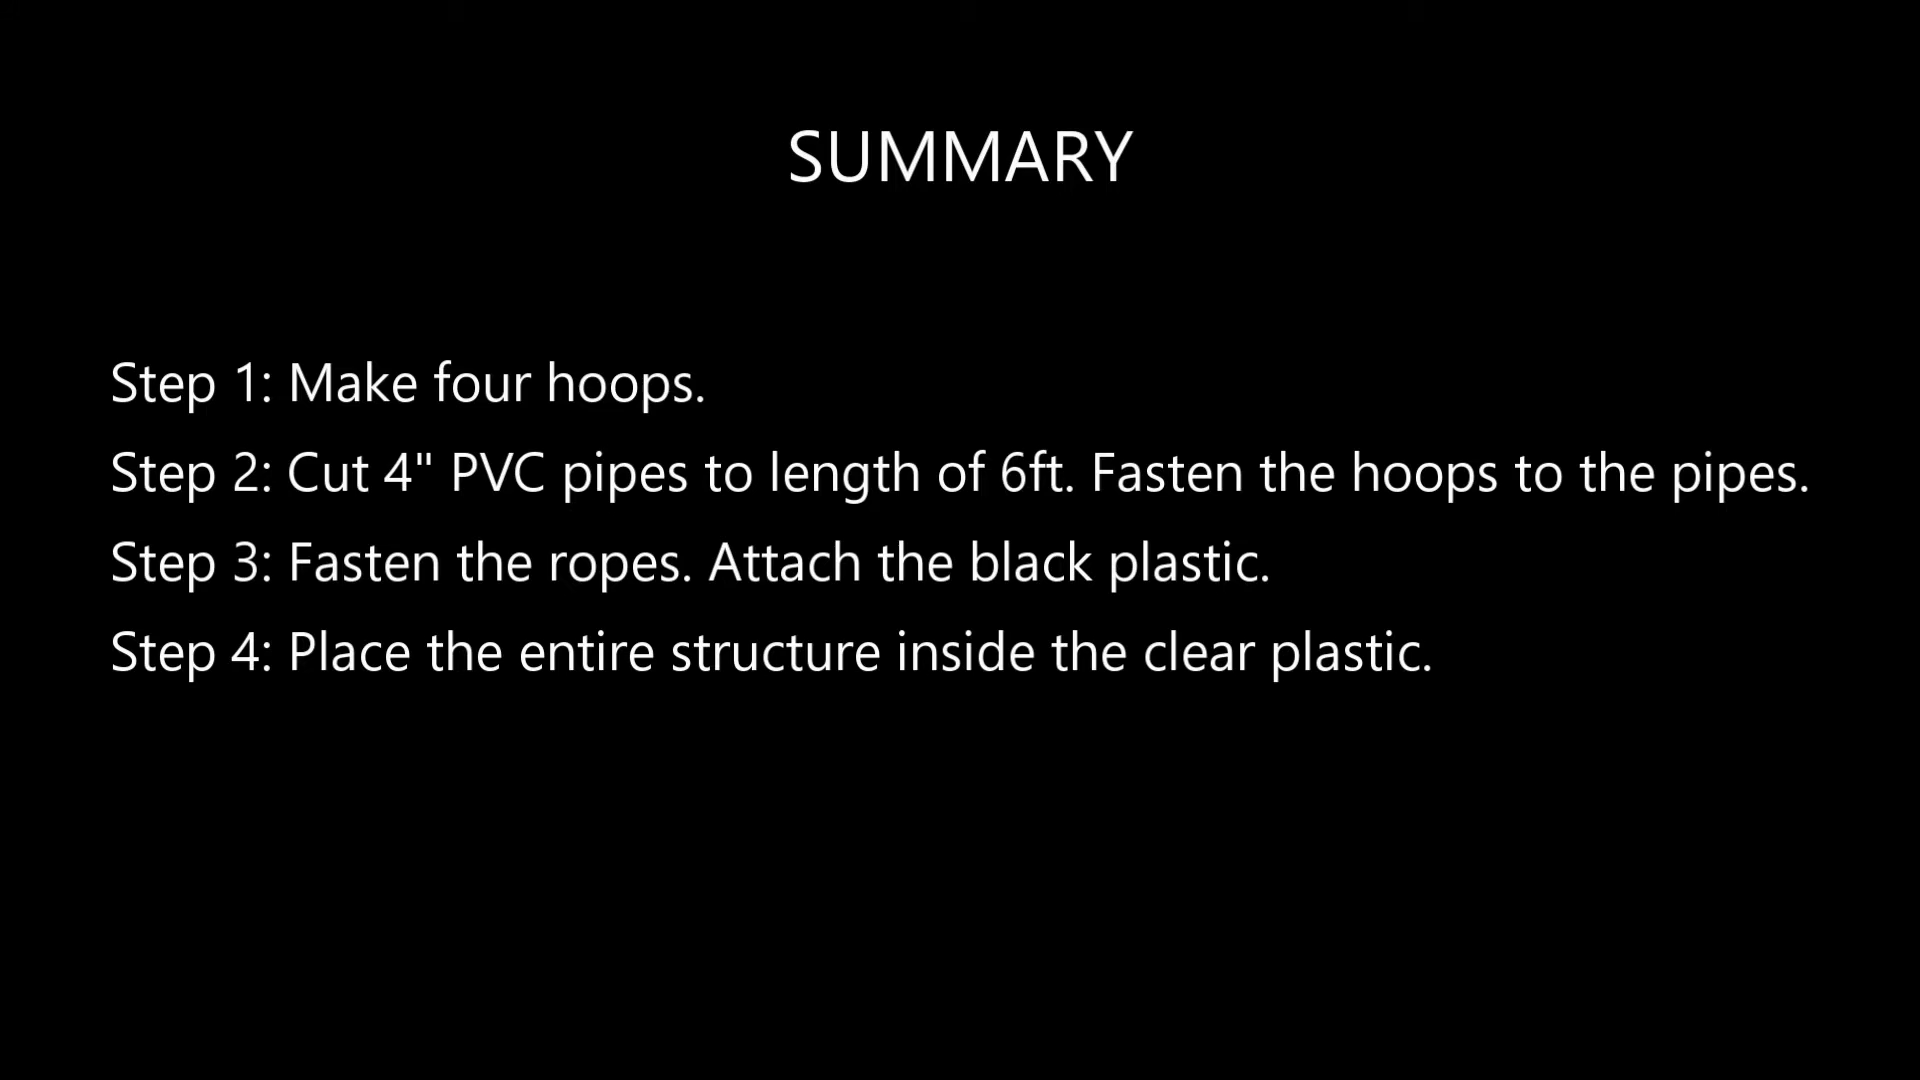 SUMMARY
Step 1: Make four hoops.
Step 2: Cut 4" PVC pipes to length of 6ft. Fasten the hoops to the pipes.
Step 3: Fasten the ropes. Attach the black plastic.
Step 4: Place the entire structure inside the clear plastic.